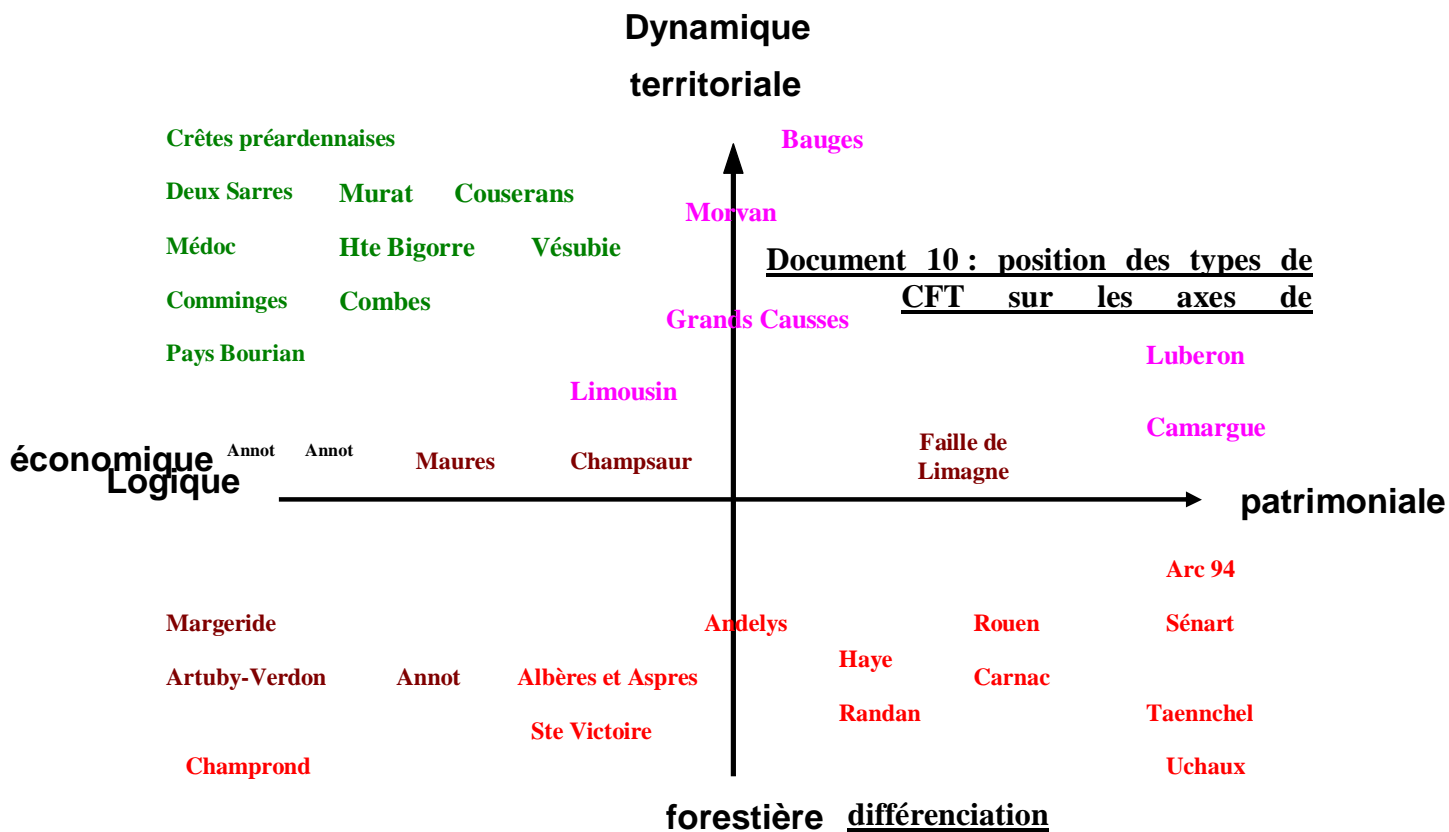 Dynamique
territoriale
Crêtes préardennaises
Bauges
Deux Sarres Murat Couserans
Morvan
Médoc Hte Bigorre Vésubie
Document 10 : position des types de
CFT sur les axes de
Comminges Combes
Grands Causses
Pays Bourian
Luberon
Limousin
Camargue
économique Annot Annot Maures Champsaur
Faille de
Limagne
Logique
patrimoniale
Arc 94
Margeride Andelys Rouen Sénart
Haye
Artuby-Verdon Annot Albères et Aspres Carnac
Randan Taennchel
Ste Victoire
Champrond Uchaux
forestière différenciation